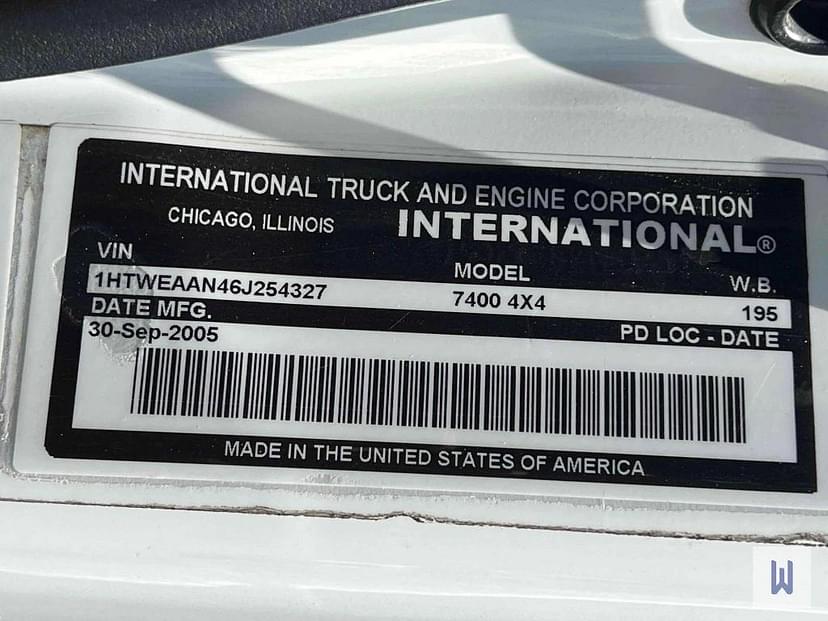 INTERNATIONAL TRUCK AND ENGINE CORPORATION
CHICAGO, ILLINOIS INTERNATIONAL®
VIN MODEL W.B.
1HTWEAAN46J254327 7400 4X4 195
DATE MFG. PD LOC - DATE
30-Sep-2005
MADE IN THE UNITED STATES OF AMERICA
W